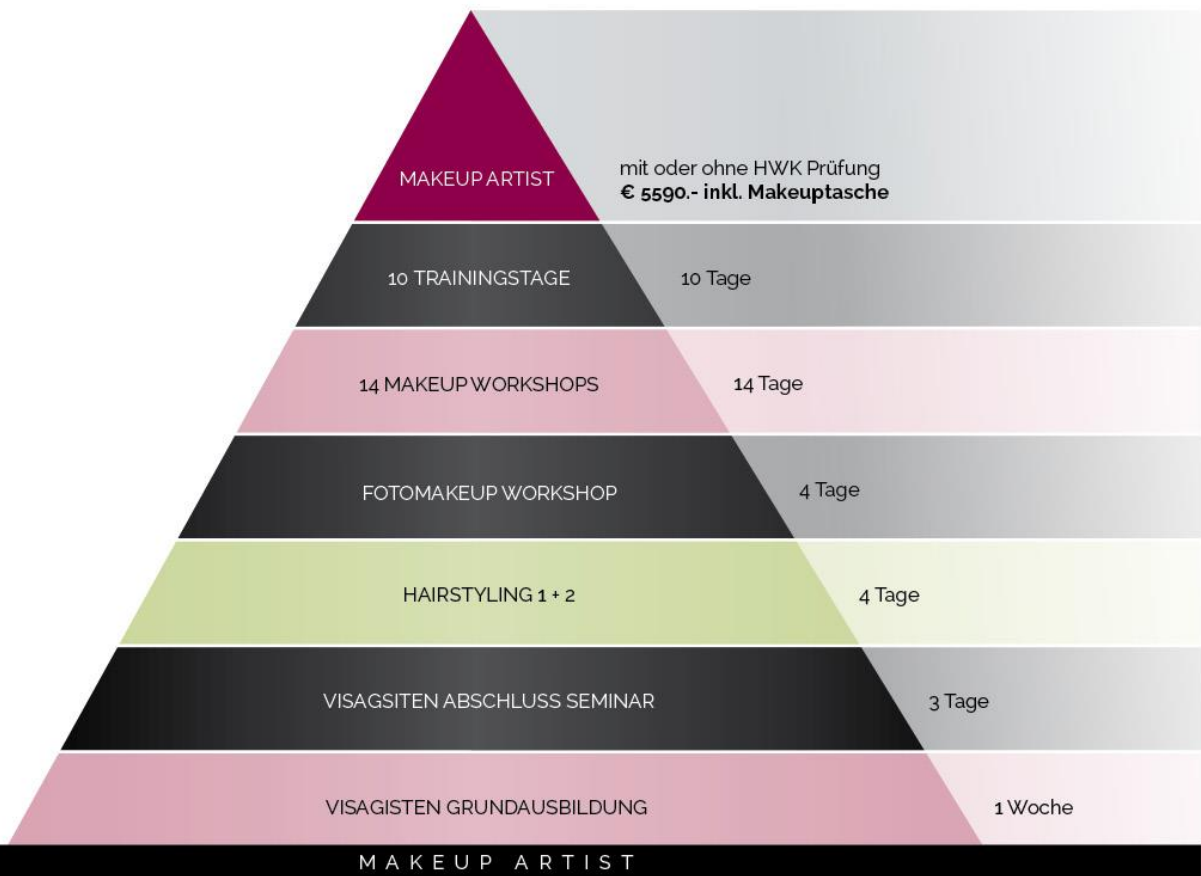 MAKEUP ARTIST
mit oder ohne HWK Prüfung
€ 5590.- inkl. Makeuptasche
10 TRAININGSTAGE 10 Tage
14 MAKEUP WORKSHOPS 14 Tage
FOTOMAKEUP WORKSHOP 4 Tage
HAIRSTYLING 1 + 2 4 Tage
VISAGSITEN ABSCHLUSS SEMINAR 3 Tage
VISAGISTEN GRUNDAUSBILDUNG 1 Woche
MAKEUP ARTIST